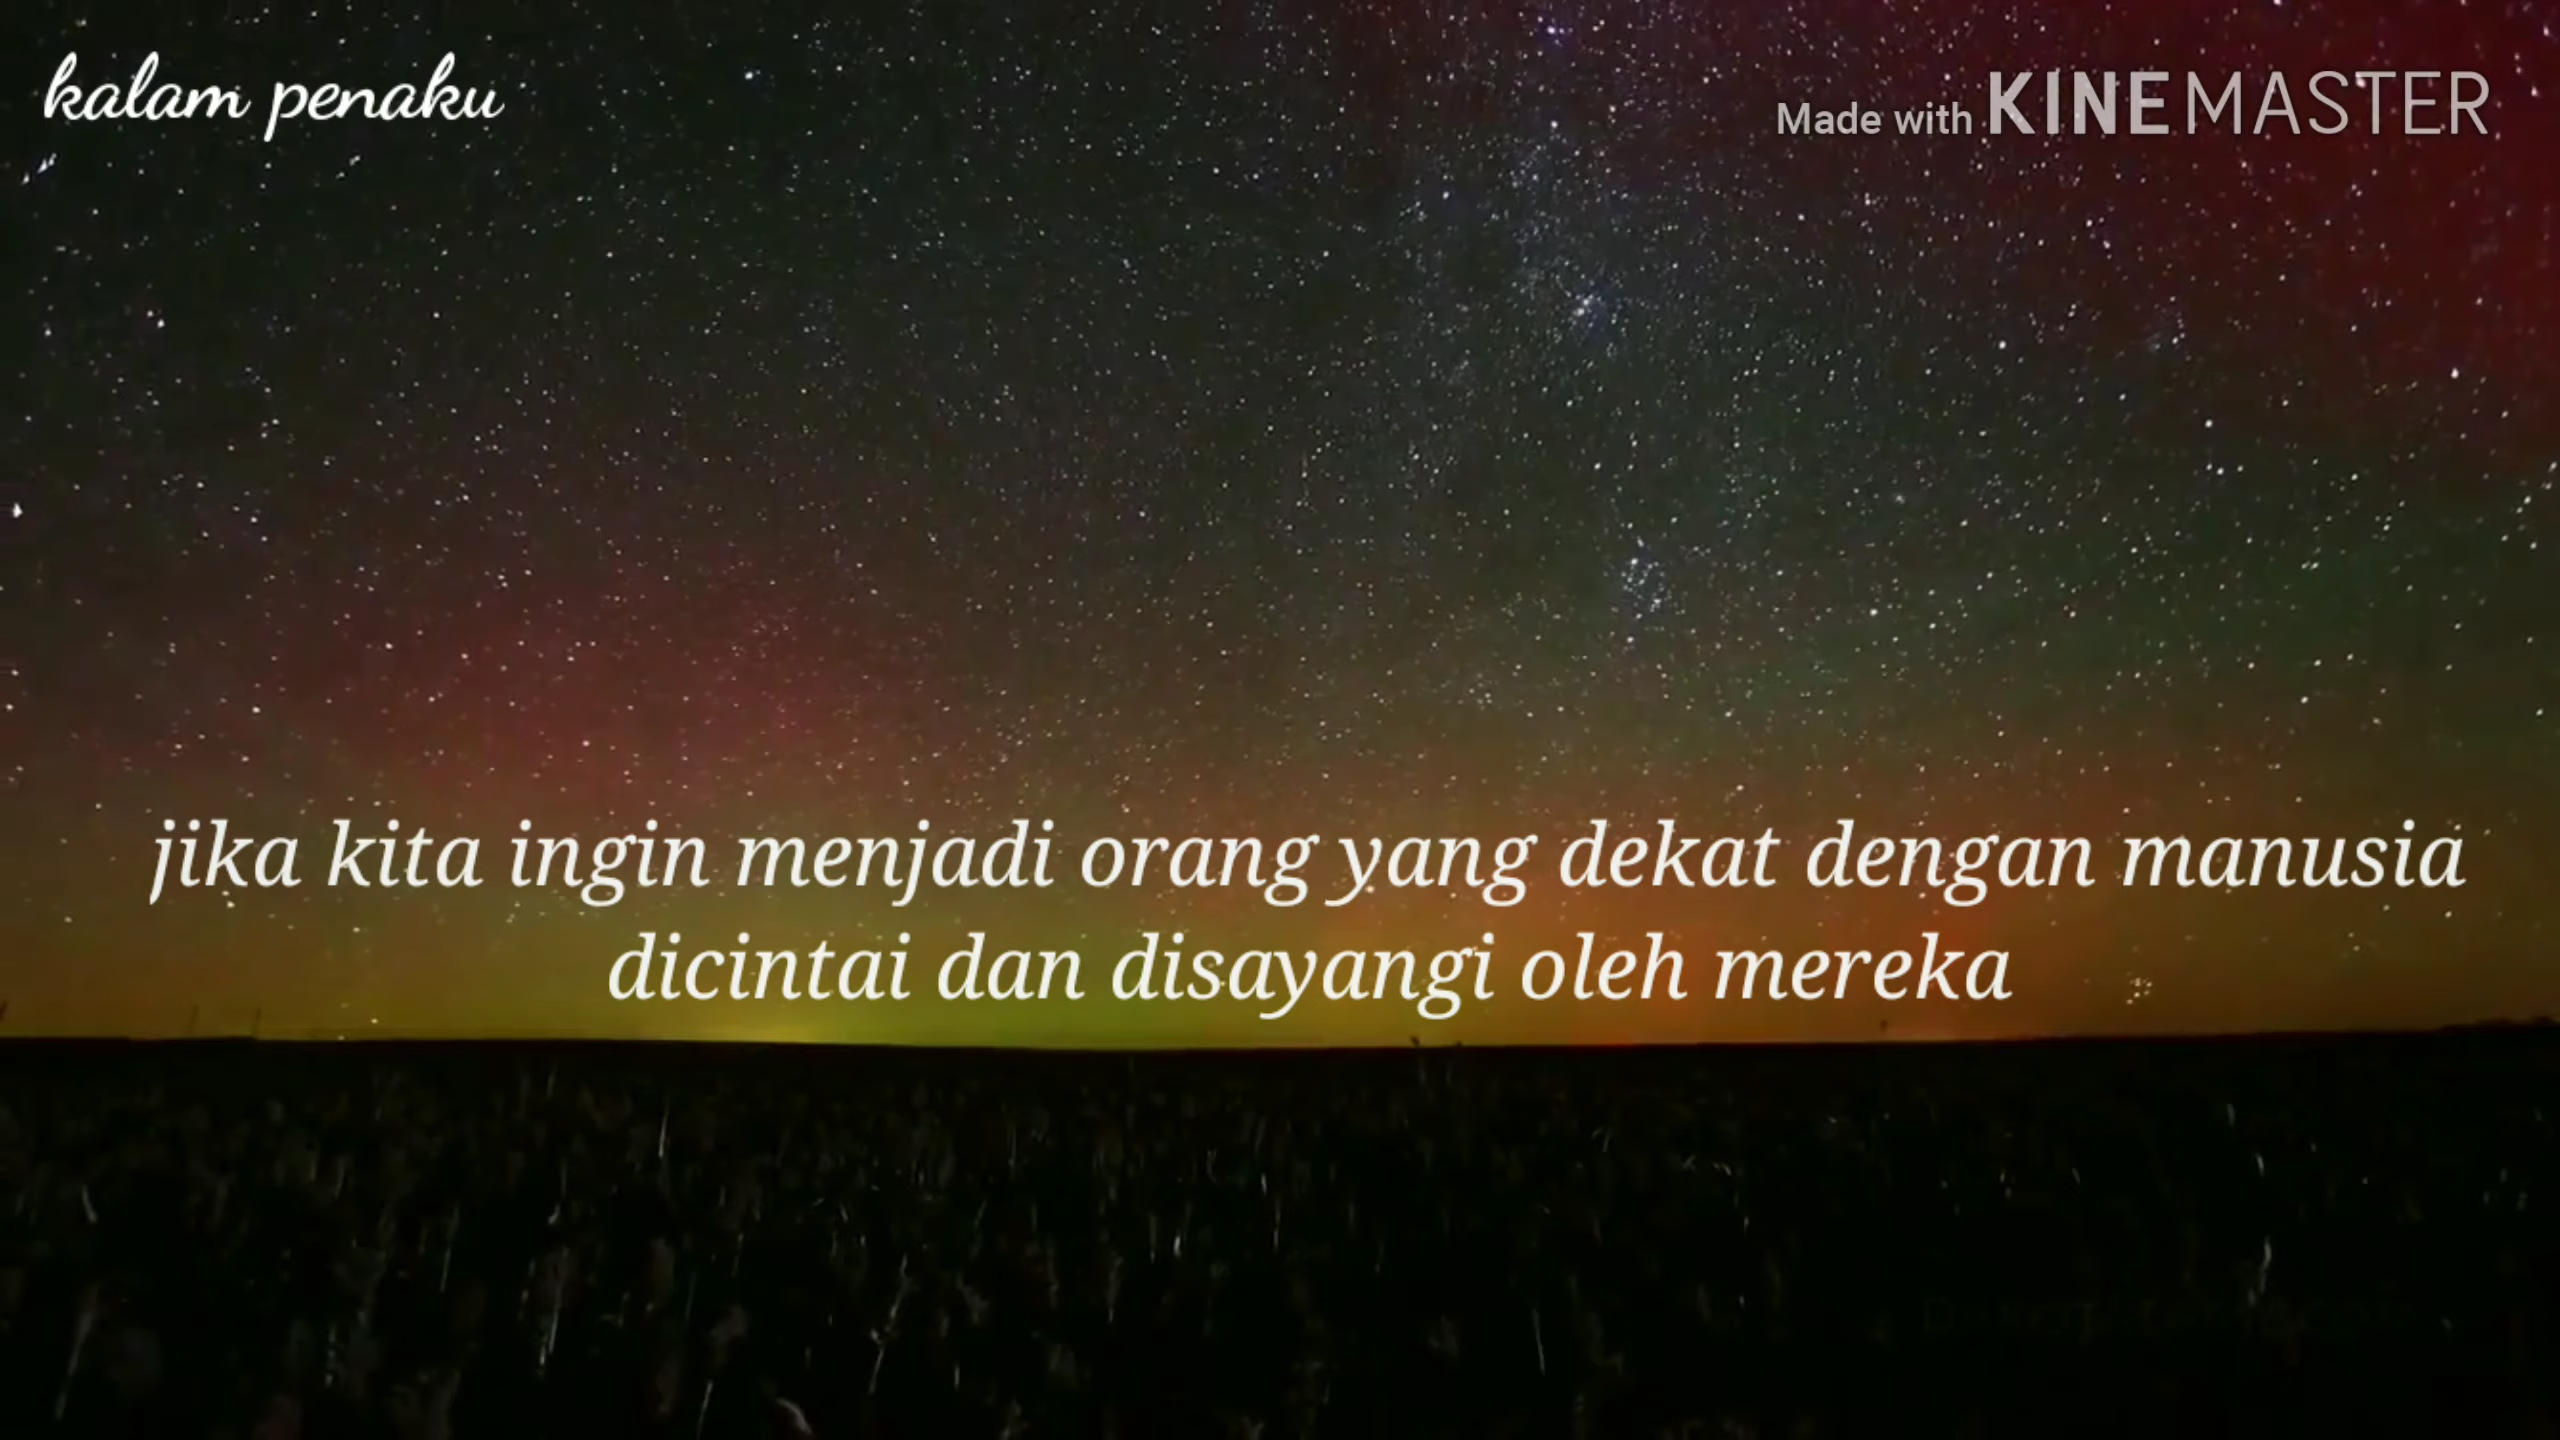 kalam penaku
Made with KINEMASTER
jika kita ingin menjadi orang yang dekat dengan manusia
dicintai dan disayangi oleh mereka